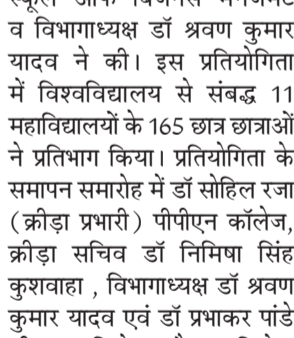 व विभागाध्यक्ष डॉ श्रवण कुमार
यादव ने की। इस प्रतियोगिता
में विश्वविद्यालय से संबद्ध 11
महाविद्यालयों के 165 छात्र छात्राओं
ने प्रतिभाग किया। प्रतियोगिता के
समापन समारोह में डॉ सोहिल रजा
(क्रीड़ा प्रभारी) पीपीएन कॉलेज,
क्रीड़ा सचिव डॉ निमिषा सिंह
कुशवाहा , विभागाध्यक्ष डॉ श्रवण
कुमार यादव एवं डॉ प्रभाकर पांडे